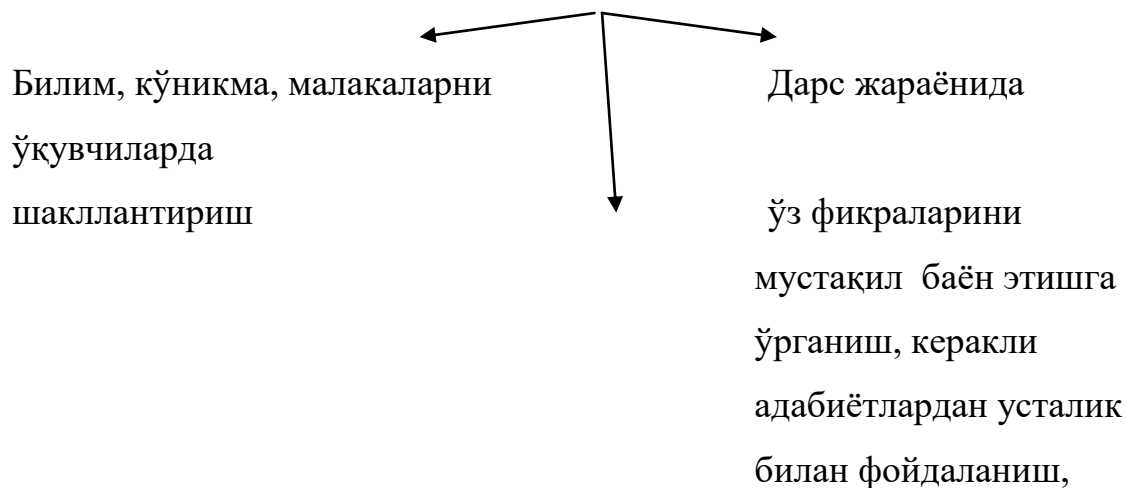 Билим, кўникма, малакаларни
ўқувчиларда
шакллантириш
Дарс жараёнида
ўз фикраларини
мустақил баён этишга
ўрганиш, керакли
адабиётлардан усталик
билан фойдаланиш,